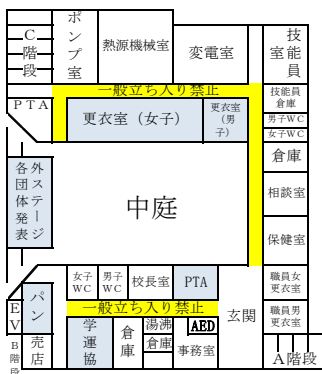 C階段
ポンプ室
熱源機械室
変電室
技能員室
一般立ち入り禁止
PTA
更衣室（女子）
更衣室
（男
子）
技能員
倉庫
男子WC
女子WC
倉庫
外ステージ
各団体発表
中庭
相談室
保健室
女子
WC
男子
WC
校長室
PTA
職員女
更衣室
パン
一般立ち入り禁止
玄関
職員男
更衣室
EV
売店
学運協
倉庫
湯沸
倉庫
AED
事務室
B階段
A階段